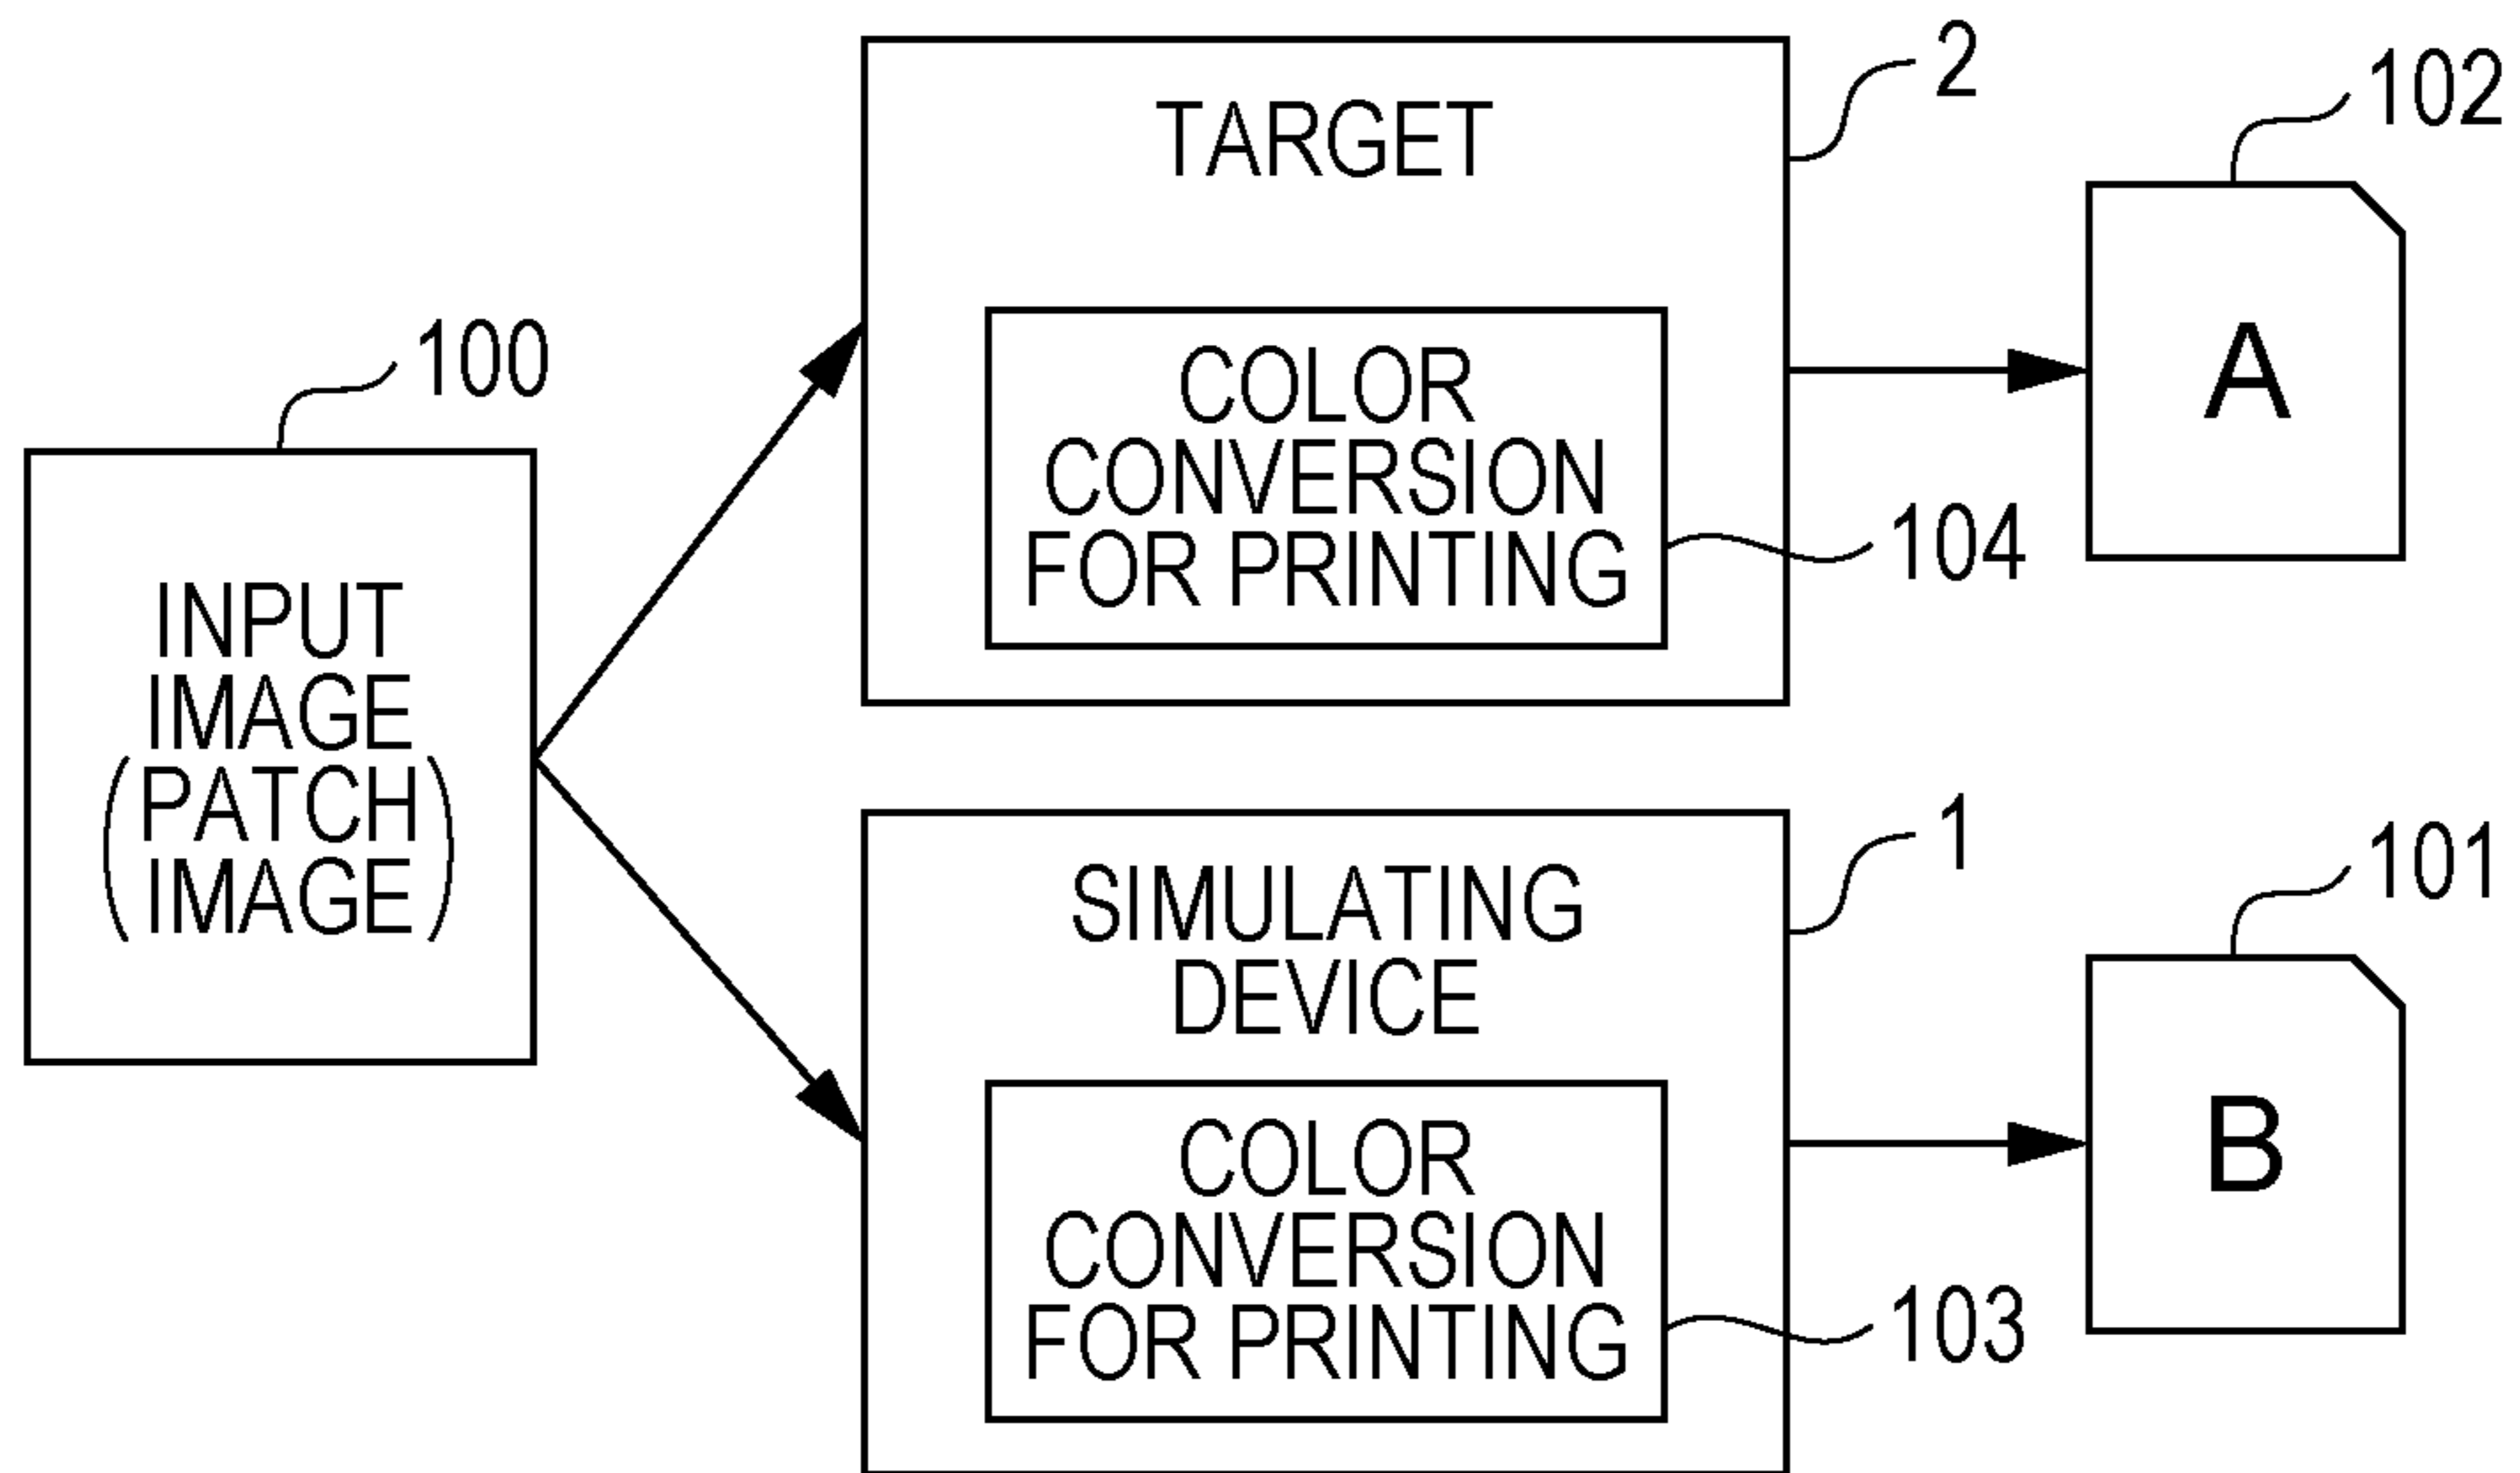 100
INPUT
IMAGE
(PATCH
IMAGE)
2
TARGET
COLOR
CONVERSION
FOR PRINTING
104
102
A
1
SIMULATING
DEVICE
COLOR
CONVERSION
FOR PRINTING
103
101
B